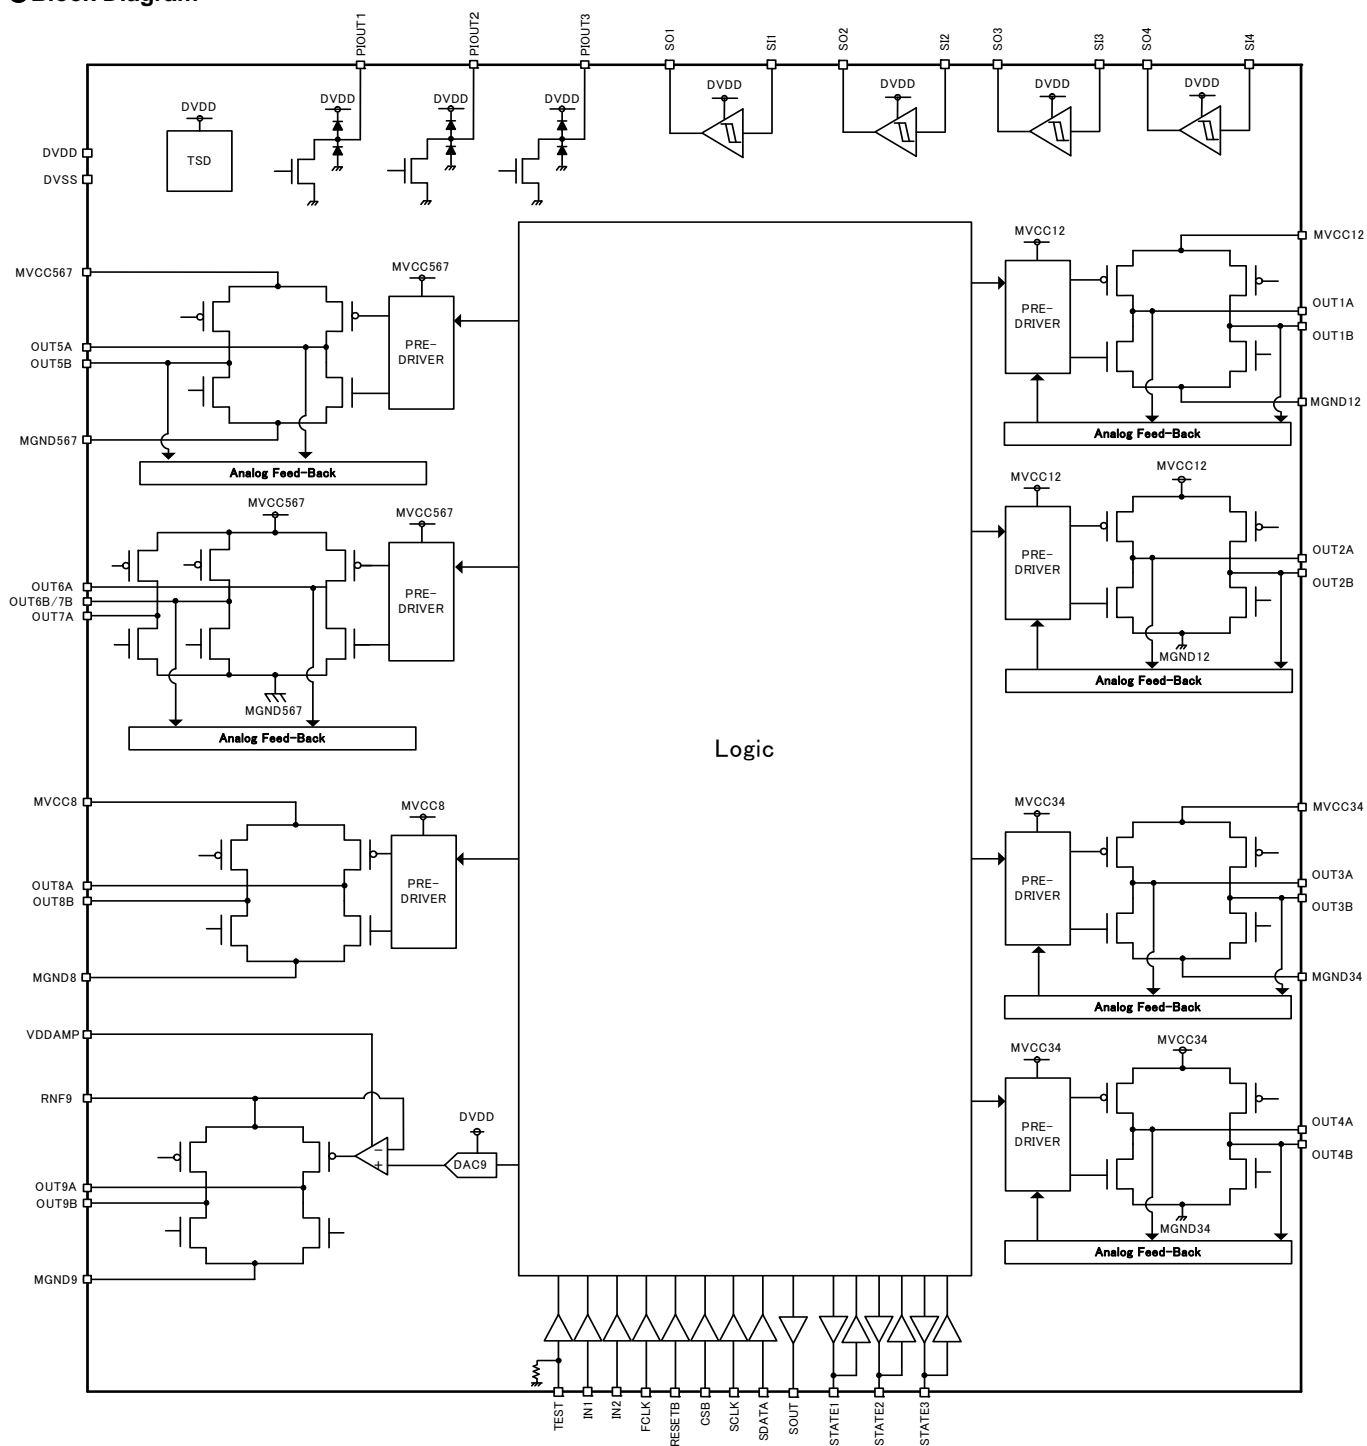 ●Block Diagram
PIOUT1
PIOUT2
PIOUT3
SO1
SI1
SO2
SI2
SO3
SI3
SO4
SI4
DVDD
DVDD
DVDD
DVDD
DVDD
DVDD
DVDD
DVDD
TSD
DVDD
DVSS
MVCC567
OUT5A
OUT5B
MGND567
MVCC567
PRE-
DRIVER
Analog Feed-Back
MVCC567
MVCC567
PRE-
DRIVER
OUT6A
OUT6B/7B
OUT7A
MGND567
Analog Feed-Back
MVCC8
MVCC8
PRE-
DRIVER
OUT8A
OUT8B
MGND8
VDDAMP
RNF9
DVDD
DAC9
−
+
OUT9A
OUT9B
MGND9
Logic
MVCC12
PRE-
DRIVER
MVCC12
OUT1A
OUT1B
MGND12
Analog Feed-Back
MVCC12
MVCC12
PRE-
DRIVER
OUT2A
OUT2B
MGND12
Analog Feed-Back
MVCC34
PRE-
DRIVER
MVCC34
OUT3A
OUT3B
MGND34
Analog Feed-Back
MVCC34
MVCC34
PRE-
DRIVER
OUT4A
OUT4B
MGND34
Analog Feed-Back
TEST
IN1
IN2
FCLK
RESETB
CSB
SCLK
SDATA
SOUT
STATE1
STATE2
STATE3